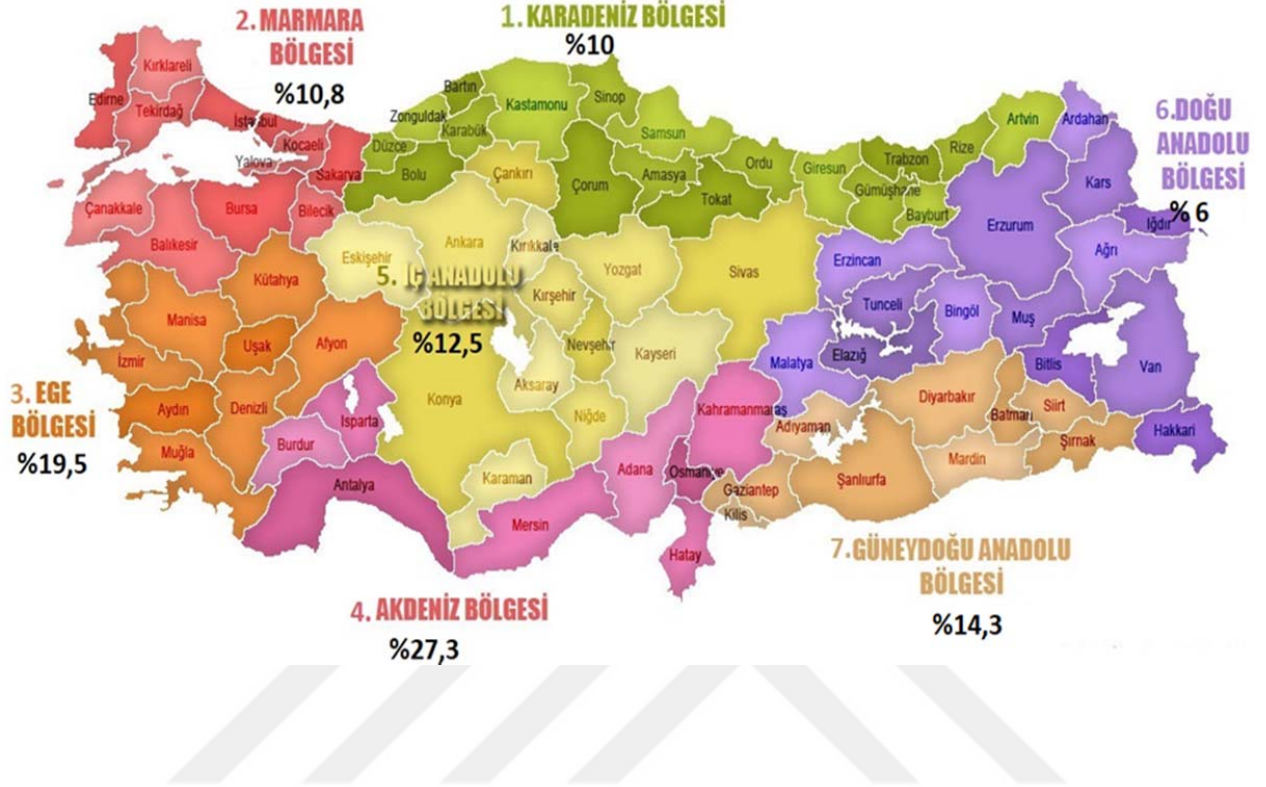 1. KARADENİZ BÖLGESİ
%10
2. MARMARA
BÖLGESİ
%10,8
6.DOĞU
ANADOLU
BÖLGESİ
% 6
Kırklareli
Edirne
Tekirdağ
İstanbul
Kocaeli
Yalova
Sakarya
Çanakkale
Bursa
Bilecik
Balıkesir
Bartın
Zonguldak
Karabük
Kastamonu
Sinop
Düzce
Bolu
Çankırı
Çorum
Samsun
Amasya
Tokat
Ordu
Giresun
Trabzon
Rize
Artvin
Gümüşhane
Bayburt
Ardahan
Kars
Iğdır
Erzurum
Ağrı
Erzincan
Tunceli
Bingöl
Muş
Elazığ
Malatya
Bitlis
Van
Hakkari
Eskişehir
Ankara
Kırıkkale
Yozgat
Sivas
5. İÇ ANADOLU
BÖLGESİ
%12,5
Kırşehir
Nevşehir
Kayseri
Aksaray
Konya
Niğde
Karaman
Kütahya
Manisa
Uşak
Afyon
İzmir
Aydın
Denizli
Muğla
3. EGE
BÖLGESİ
%19,5
Isparta
Burdur
Antalya
Mersin
Adana
Osmaniye
Kahramanmaraş
Hatay
Adıyaman
Diyarbakır
Batman
Siirt
Şırnak
Mardin
Şanlıurfa
Gaziantep
Kilis
7.GÜNEYDOĞU ANADOLU
BÖLGESİ
%14,3
4. AKDENİZ BÖLGESİ
%27,3